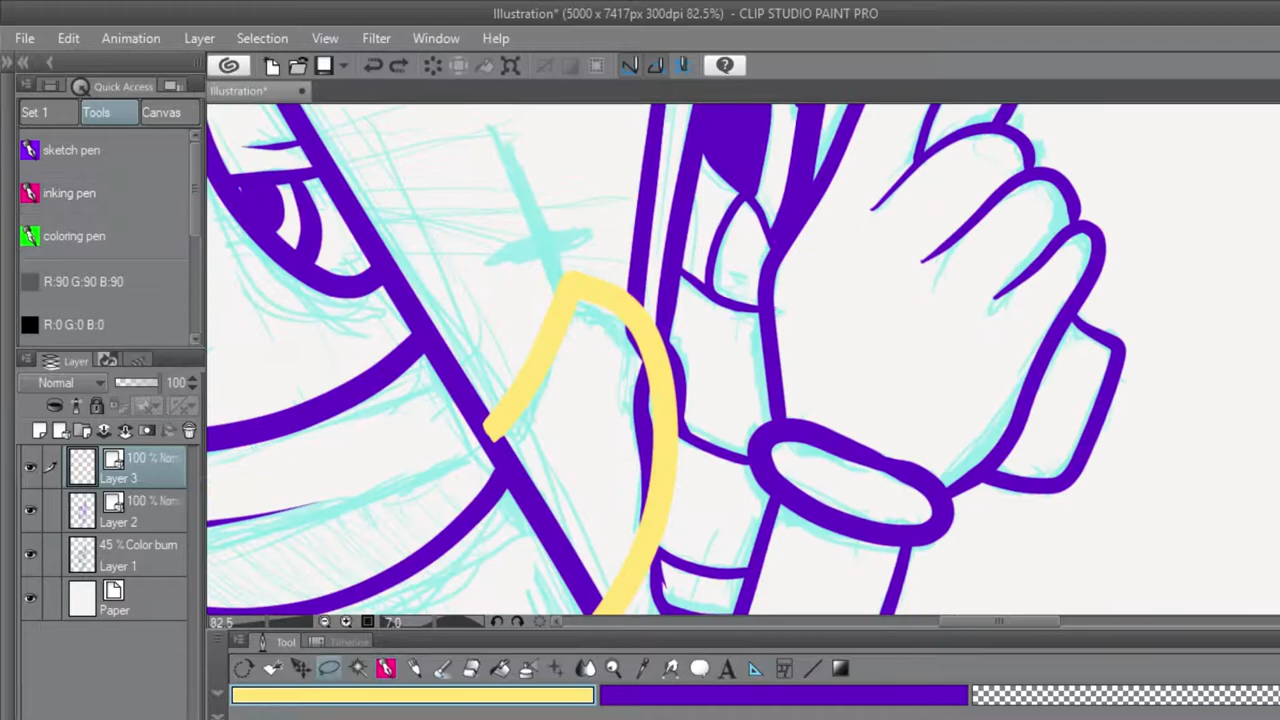 Illustration* (5000 x 7417px 300dpi 82.5%) - CLIP STUDIO PAINT PRO
File Edit Animation Layer Selection View Filter Window Help
Quick Access
Illustration*
Set 1 Tools Canvas
sketch pen
inking pen
coloring pen
R:90 G:90 B:90
R:0 G:0 B:0
Layer
Normal 100
100 % Norm
Layer 3
100 % Norm
Layer 2
45 % Color burn
Layer 1
Paper
82.5 7.0
Tool Timeline